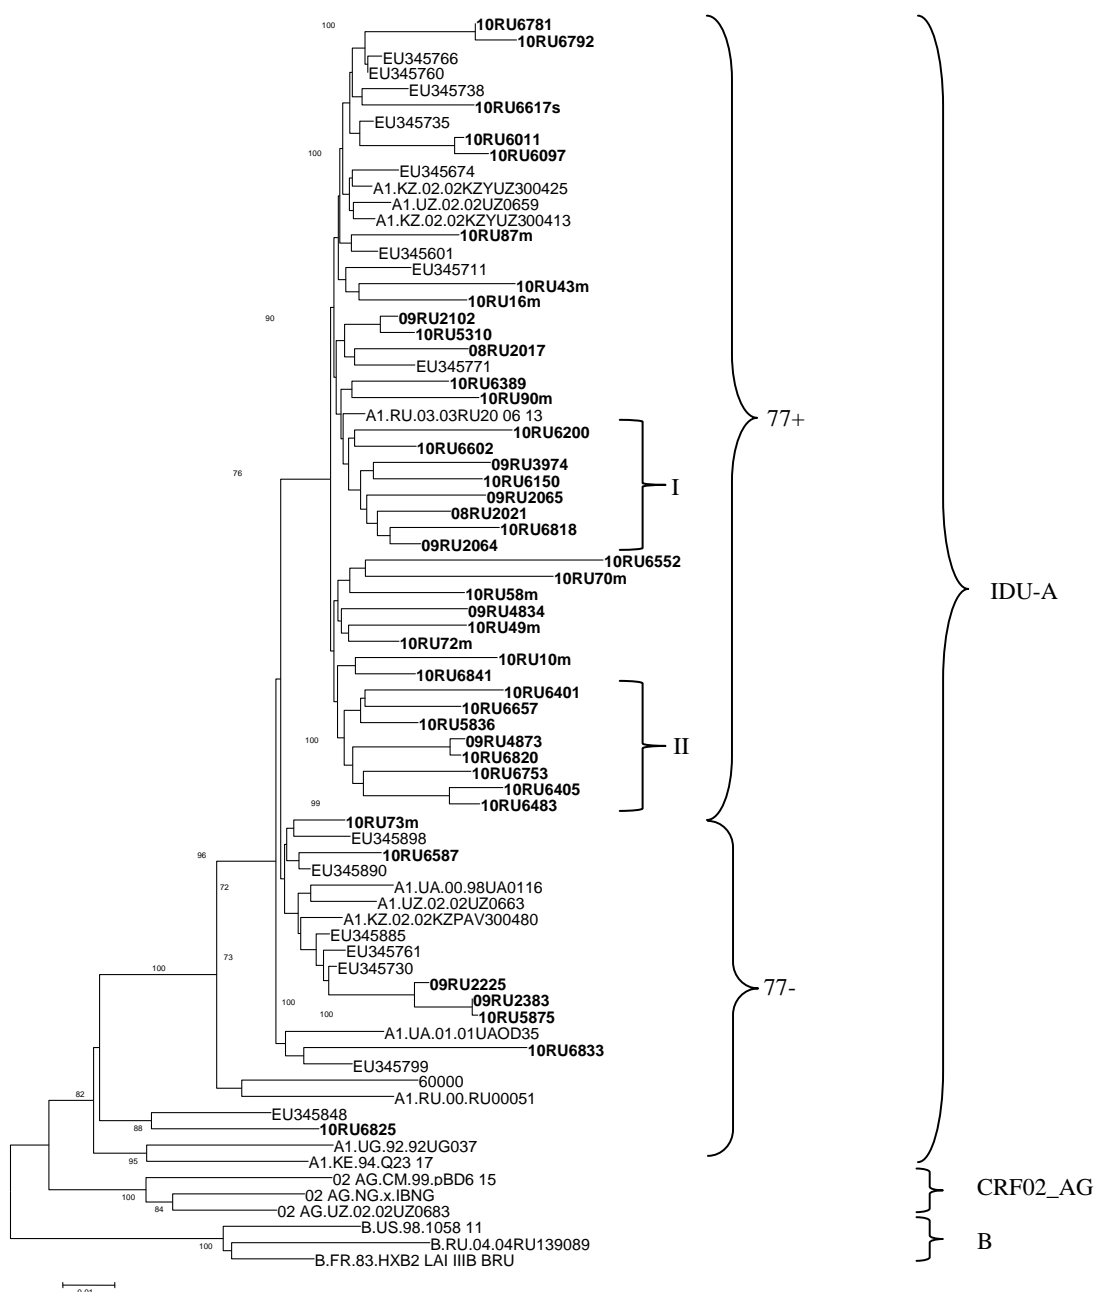 100
10RU6781
10RU6792
EU345766
EU345760
EU345738
10RU6617s
EU345735
10RU6011
100
10RU6097
EU345674
A1.KZ.02.02KZYUZ300425
A1.UZ.02.02UZ0659
A1.KZ.02.02KZYUZ300413
10RU87m
EU345601
EU345711
10RU43m
10RU16m
90
09RU2102
10RU5310
08RU2017
EU345771
10RU6389
10RU90m
A1.RU.03.03RU20 06 13
77+
10RU6200
10RU6602
09RU3974
76
10RU6150
I
09RU2065
08RU2021
10RU6818
09RU2064
10RU6552
10RU70m
10RU58m
IDU-A
09RU4834
10RU49m
10RU72m
10RU10m
10RU6841
10RU6401
10RU6657
10RU5836
100
09RU4873
II
10RU6820
10RU6753
10RU6405
99
10RU6483
10RU73m
EU345898
96
10RU6587
EU345890
72
A1.UA.00.98UA0116
A1.UZ.02.02UZ0663
A1.KZ.02.02KZPAV300480
EU345885
73
EU345761
100
EU345730
09RU2225
77-
100
09RU2383
100
10RU5875
A1.UA.01.01UAOD35
10RU6833
EU345799
60000
82
A1.RU.00.RU00051
EU345848
88
10RU6825
A1.UG.92.92UG037
95
A1.KE.94.Q23 17
02 AG.CM.99.pBD6 15
CRF02_AG
100
02 AG.NG.x.IBNG
84
02 AG.UZ.02.02UZ0683
B.US.98.1058 11
100
B.RU.04.04RU139089
B
B.FR.83.HXB2 LAI IIIB BRU